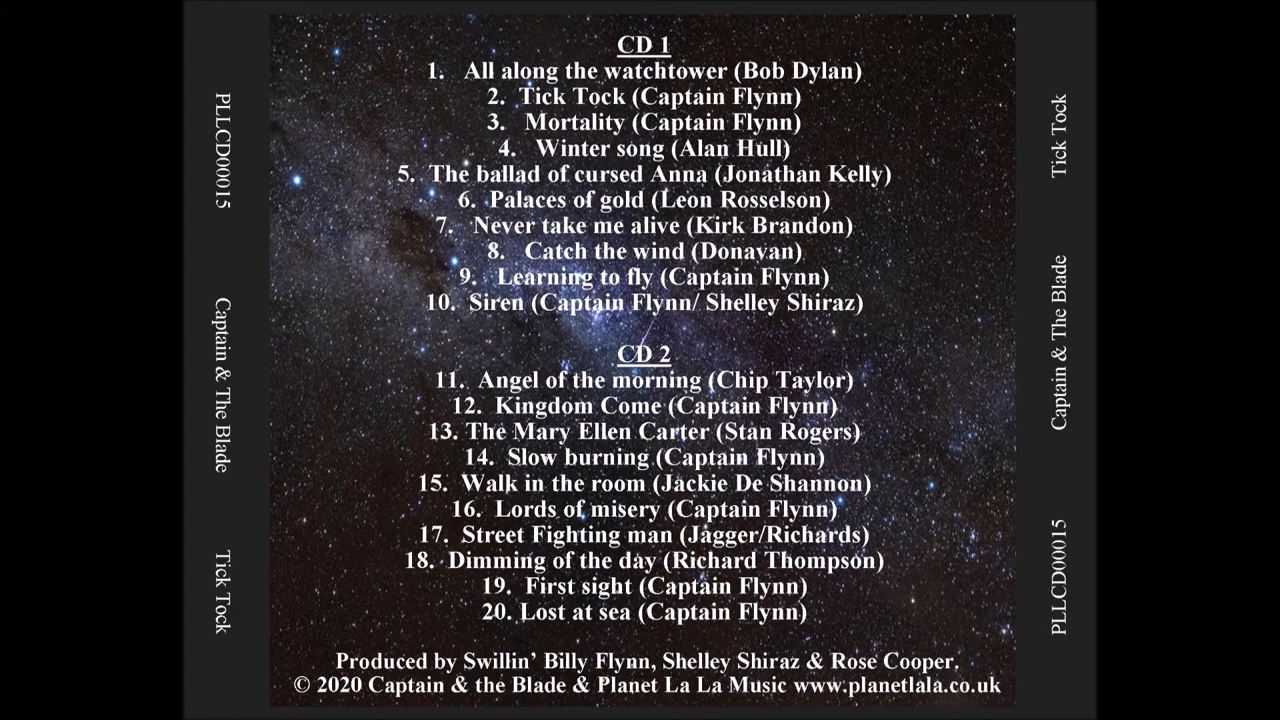 CD 1
1. All along the watchtower (Bob Dylan)
2. Tick Tock (Captain Flynn)
3. Mortality (Captain Flynn)
4. Winter song (Alan Hull)
5. The ballad of cursed Anna (Jonathan Kelly)
6. Palaces of gold (Leon Rosselson)
7. Never take me alive (Kirk Brandon)
8. Catch the wind (Donavan)
9. Learning to fly (Captain Flynn)
10. Siren (Captain Flynn/ Shelley Shiraz)
CD 2
11. Angel of the morning (Chip Taylor)
12. Kingdom Come (Captain Flynn)
13. The Mary Ellen Carter (Stan Rogers)
14. Slow burning (Captain Flynn)
15. Walk in the room (Jackie De Shannon)
16. Lords of misery (Captain Flynn)
17. Street Fighting man (Jagger/Richards)
18. Dimming of the day (Richard Thompson)
19. First sight (Captain Flynn)
20. Lost at sea (Captain Flynn)
Produced by Swillin' Billy Flynn, Shelley Shiraz & Rose Cooper.
© 2020 Captain & the Blade & Planet La La Music www.planetlala.co.uk
PLLCD00015 Captain & The Blade Tick Tock
PLLCD00015 Captain & The Blade Tick Tock